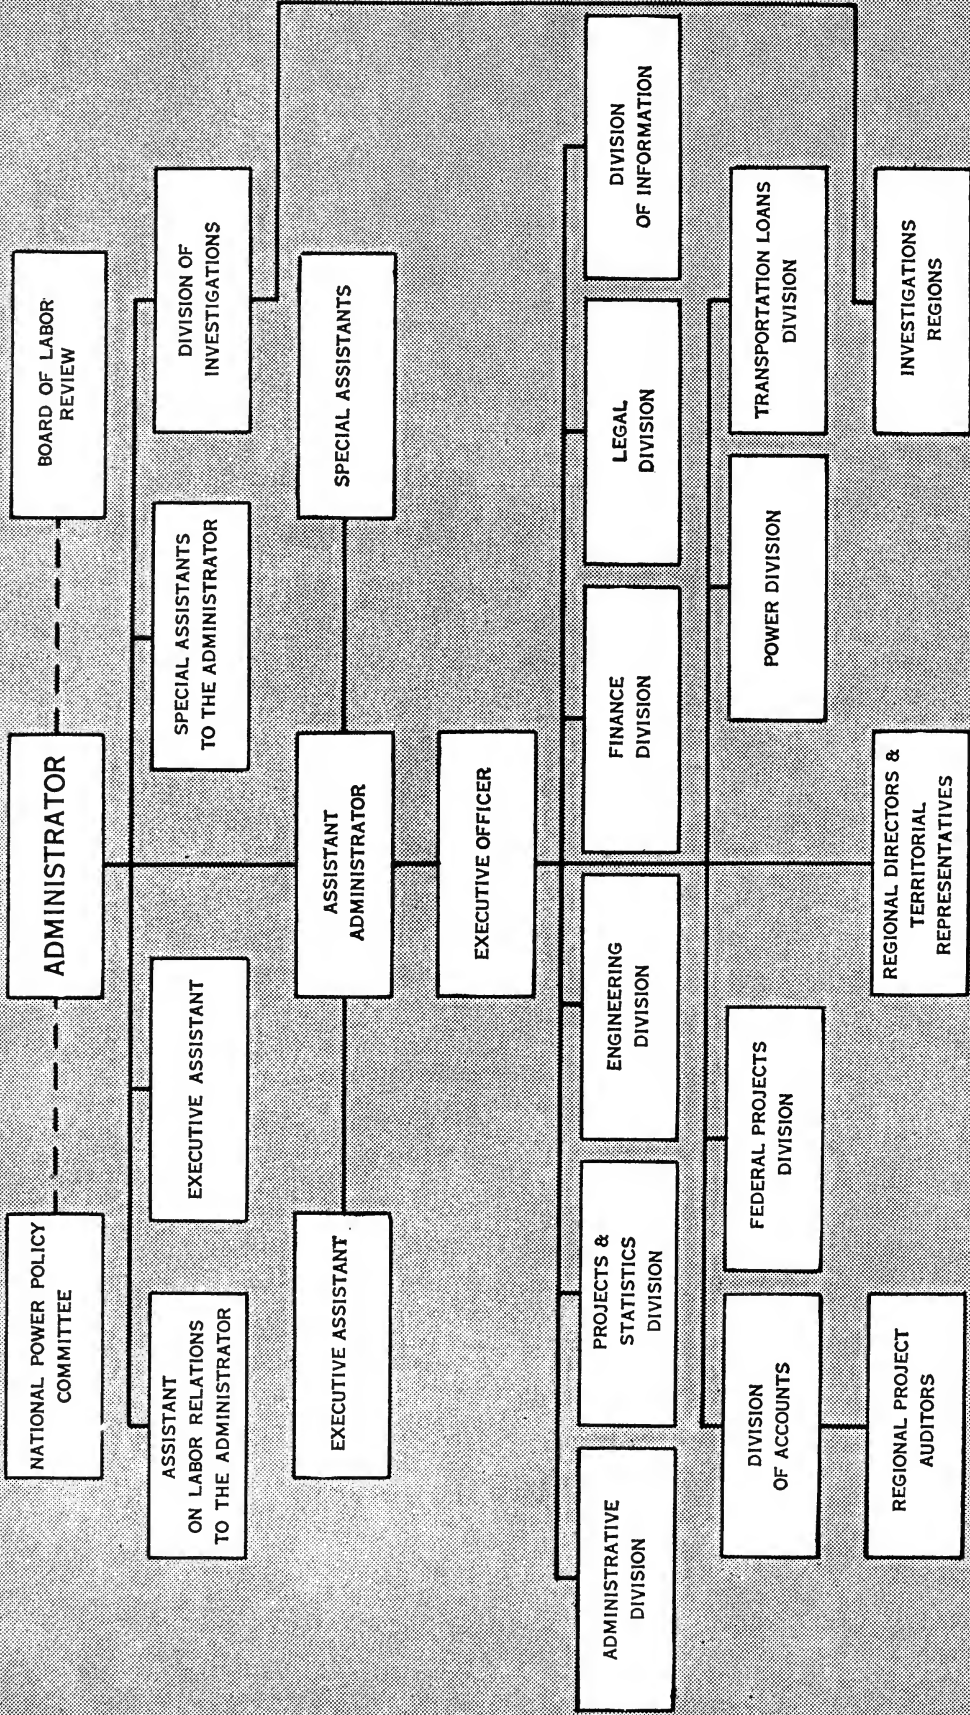 NATIONAL POWER POLICY
COMMITTEE
ADMINISTRATOR
BOARD OF LABOR
REVIEW
ASSISTANT
ON LABOR RELATIONS
TO THE ADMINISTRATOR
EXECUTIVE ASSISTANT
SPECIAL ASSISTANTS
TO THE ADMINISTRATOR
DIVISION OF
INVESTIGATIONS
EXECUTIVE ASSISTANT
ASSISTANT
ADMINISTRATOR
SPECIAL ASSISTANTS
EXECUTIVE OFFICER
ADMINISTRATIVE
DIVISION
PROJECTS &
STATISTICS
DIVISION
ENGINEERING
DIVISION
FINANCE
DIVISION
LEGAL
DIVISION
DIVISION
OF INFORMATION
DIVISION
OF ACCOUNTS
FEDERAL PROJECTS
DIVISION
POWER DIVISION
TRANSPORTATION LOANS
DIVISION
REGIONAL PROJECT
AUDITORS
REGIONAL DIRECTORS &
TERRITORIAL
REPRESENTATIVES
INVESTIGATIONS
REGIONS